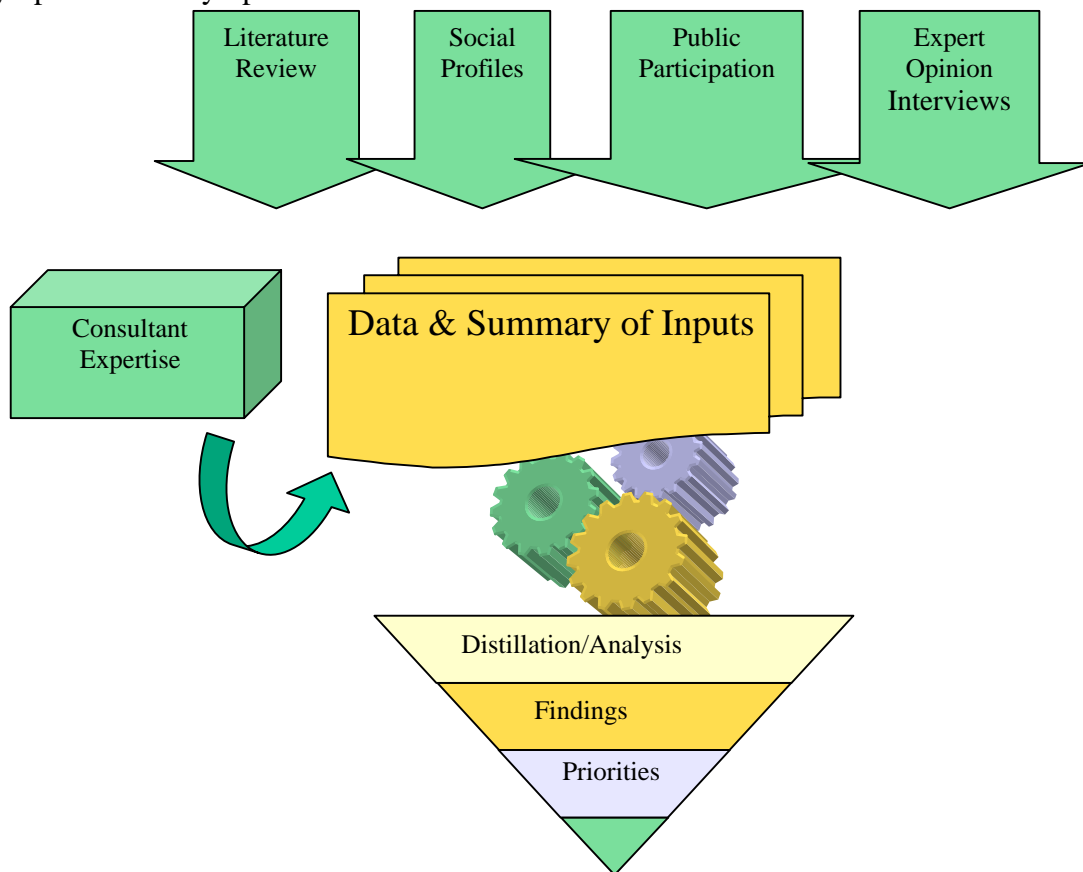 Literature
Review
Social
Profiles
Public
Participation
Expert
Opinion
Interviews
Consultant
Expertise
Data & Summary of Inputs
Distillation/Analysis
Findings
Priorities